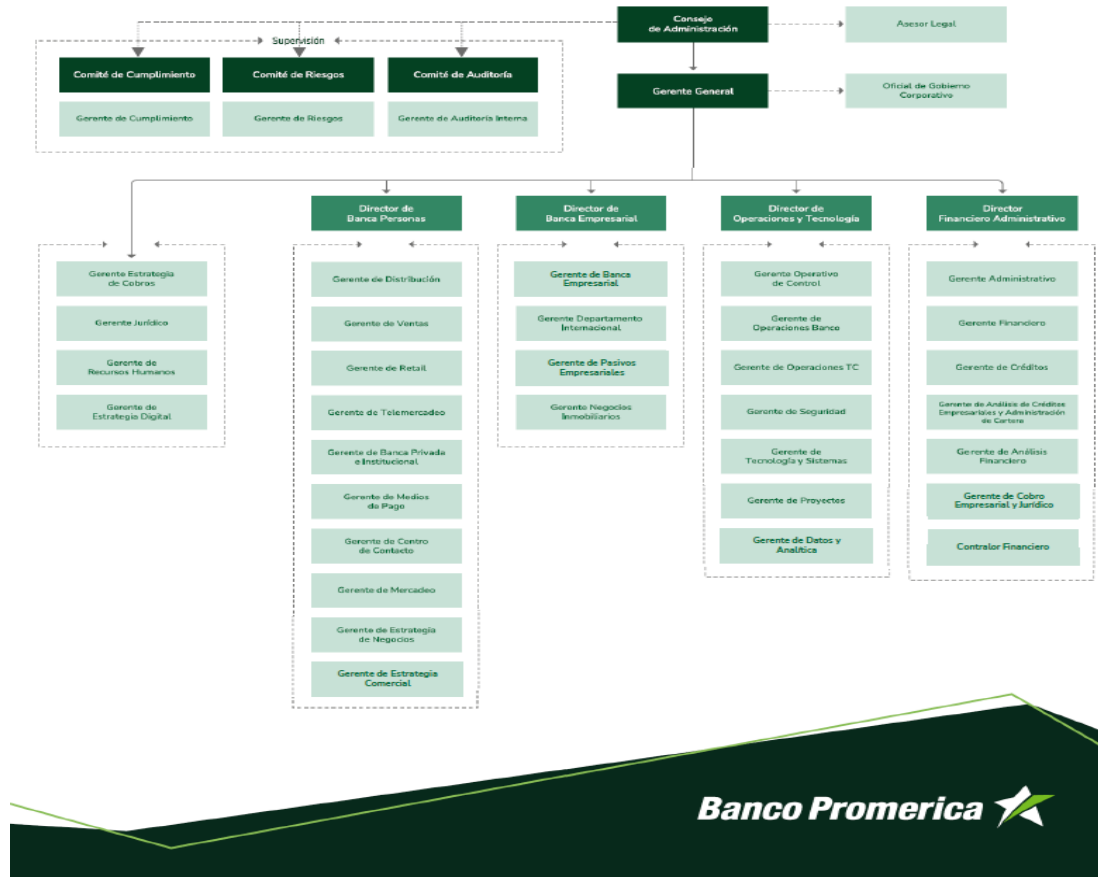 Consejo
de Administración
Asesor Legal
Supervisión
Comité de Cumplimiento
Comité de Riesgos
Comité de Auditoría
Gerente General
Oficial de Gobierno
Corporativo
Gerente de Cumplimiento
Gerente de Riesgos
Gerente de Auditoría Interna
Director de
Banca Personas
Director de
Banca Empresarial
Director de
Operaciones y Tecnología
Director
Financiero Administrativo
Gerente Estrategia
de Cobros
Gerente Jurídico
Gerente de
Recursos Humanos
Gerente de
Estrategia Digital
Gerente de Distribución
Gerente de Ventas
Gerente de Retail
Gerente de Telemercadeo
Gerente de Banca Privada
e Institucional
Gerente de Medios
de Pago
Gerente de Centro
de Contacto
Gerente de Mercadeo
Gerente de Estrategia
de Negocios
Gerente de Estrategia
Comercial
Gerente de Banca
Empresarial
Gerente Departamento
Internacional
Gerente de Pasivos
Empresariales
Gerente Negocios
Inmobiliarios
Gerente Operativo
de Control
Gerente de
Operaciones Banco
Gerente de Operaciones TC
Gerente de Seguridad
Gerente de
Tecnología y Sistemas
Gerente de Proyectos
Gerente de Datos y
Analítica
Gerente Administrativo
Gerente Financiero
Gerente de Créditos
Gerente de Análisis de Créditos
Empresariales y Administración
de Cartera
Gerente de Análisis
Financiero
Gerente de Cobro
Empresarial y Jurídico
Contralor Financiero
Banco Promerica